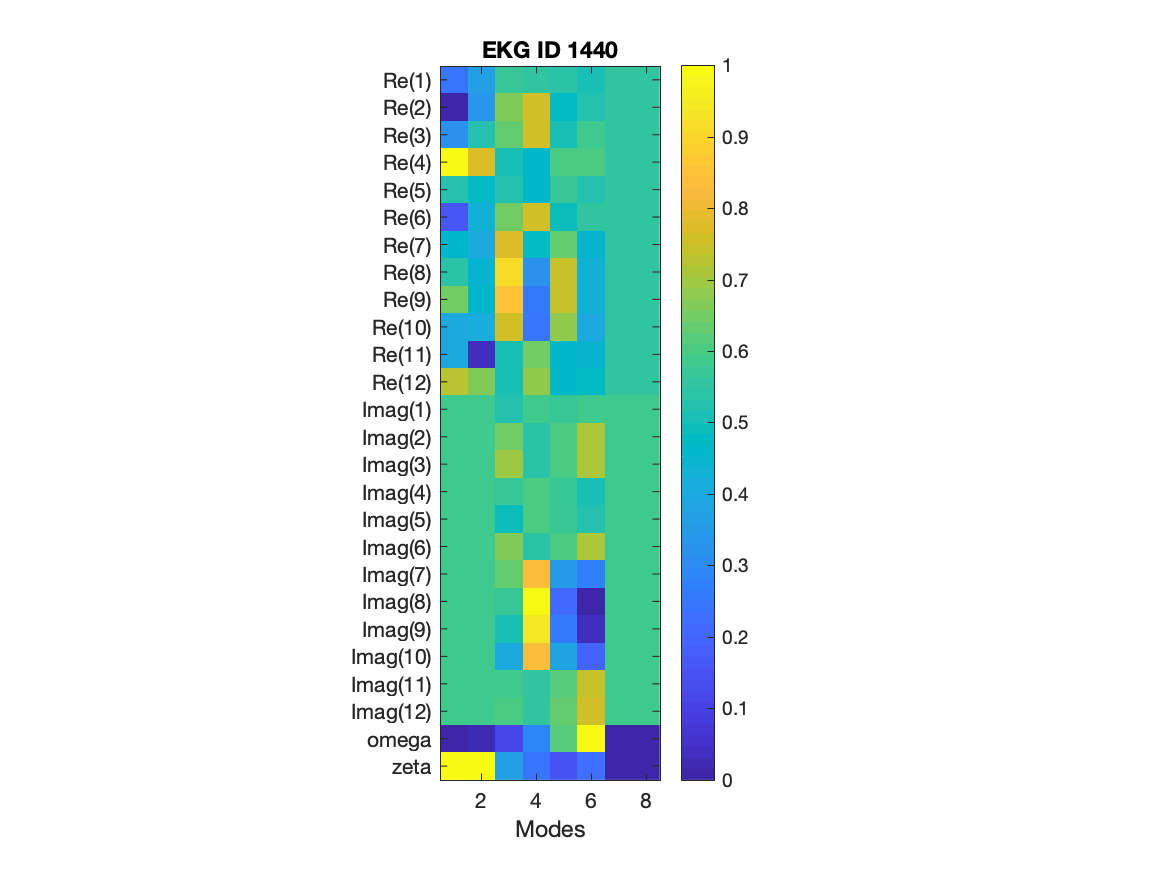 EKG ID 1440
Re(1)
Re(2)
Re(3)
Re(4)
Re(5)
Re(6)
Re(7)
Re(8)
Re(9)
Re(10)
Re(11)
Re(12)
Imag(1)
Imag(2)
Imag(3)
Imag(4)
Imag(5)
Imag(6)
Imag(7)
Imag(8)
Imag(9)
Imag(10)
Imag(11)
Imag(12)
omega
zeta
2 4 6 8
Modes
1
0.9
0.8
0.7
0.6
0.5
0.4
0.3
0.2
0.1
0